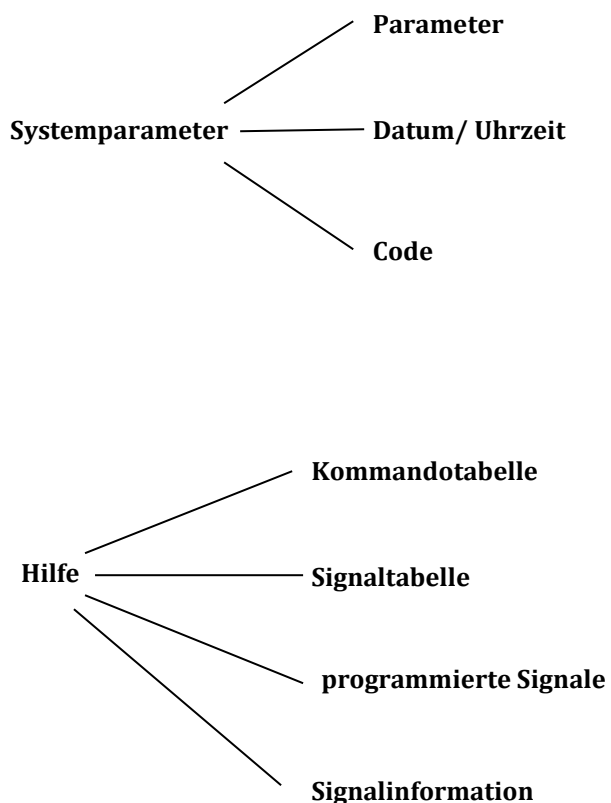 Parameter
Systemparameter
Datum/ Uhrzeit
Code
Kommandotabelle
Hilfe
Signaltabelle
programmierte Signale
Signalinformation